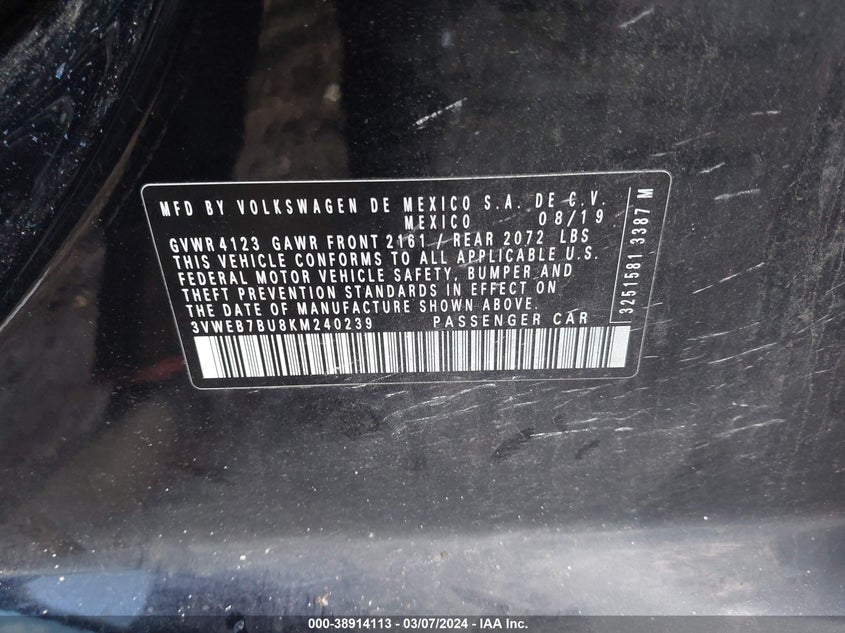 MFD BY VOLKSWAGEN DE MEXICO S.A. DE C.V.
MEXICO 08/19
GVWR 4123 GAWR FRONT 2161 / REAR 2072 LBS
THIS VEHICLE CONFORMS TO ALL APPLICABLE U.S.
FEDERAL MOTOR VEHICLE SAFETY, BUMPER AND
THEFT PREVENTION STANDARDS IN EFFECT ON
THE DATE OF MANUFACTURE SHOWN ABOVE.
3VWEB7BU8KM240239 PASSENGER CAR
3251581 3387 M
000-38914113 - 03/07/2024 - IAA Inc.